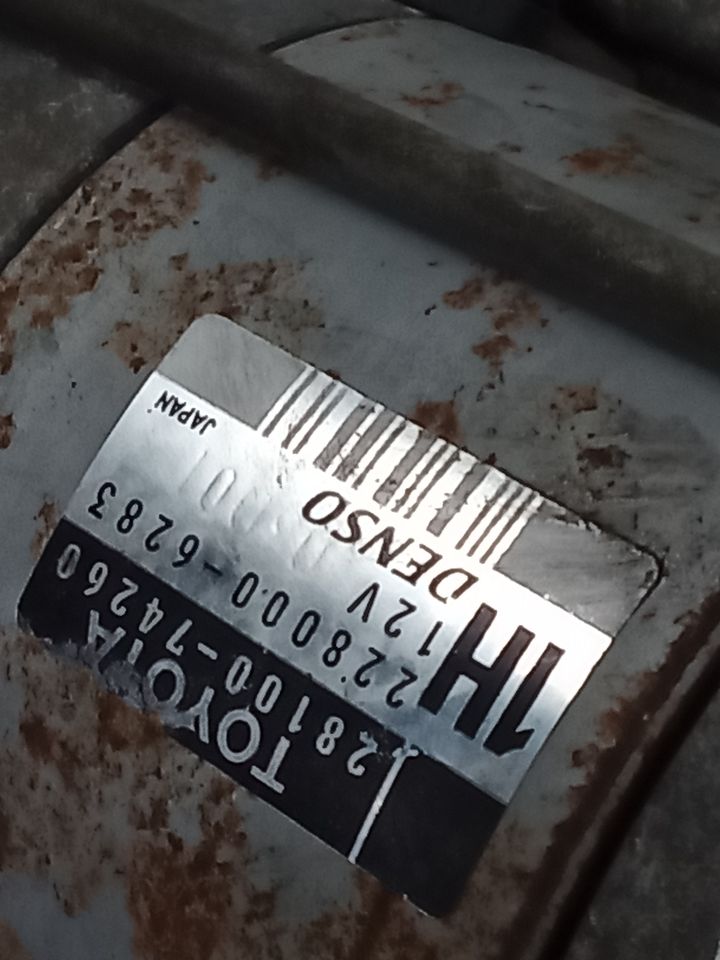 TOYOTA
28100-74260
1H
228000-6283
12V
DENSO
JAPAN